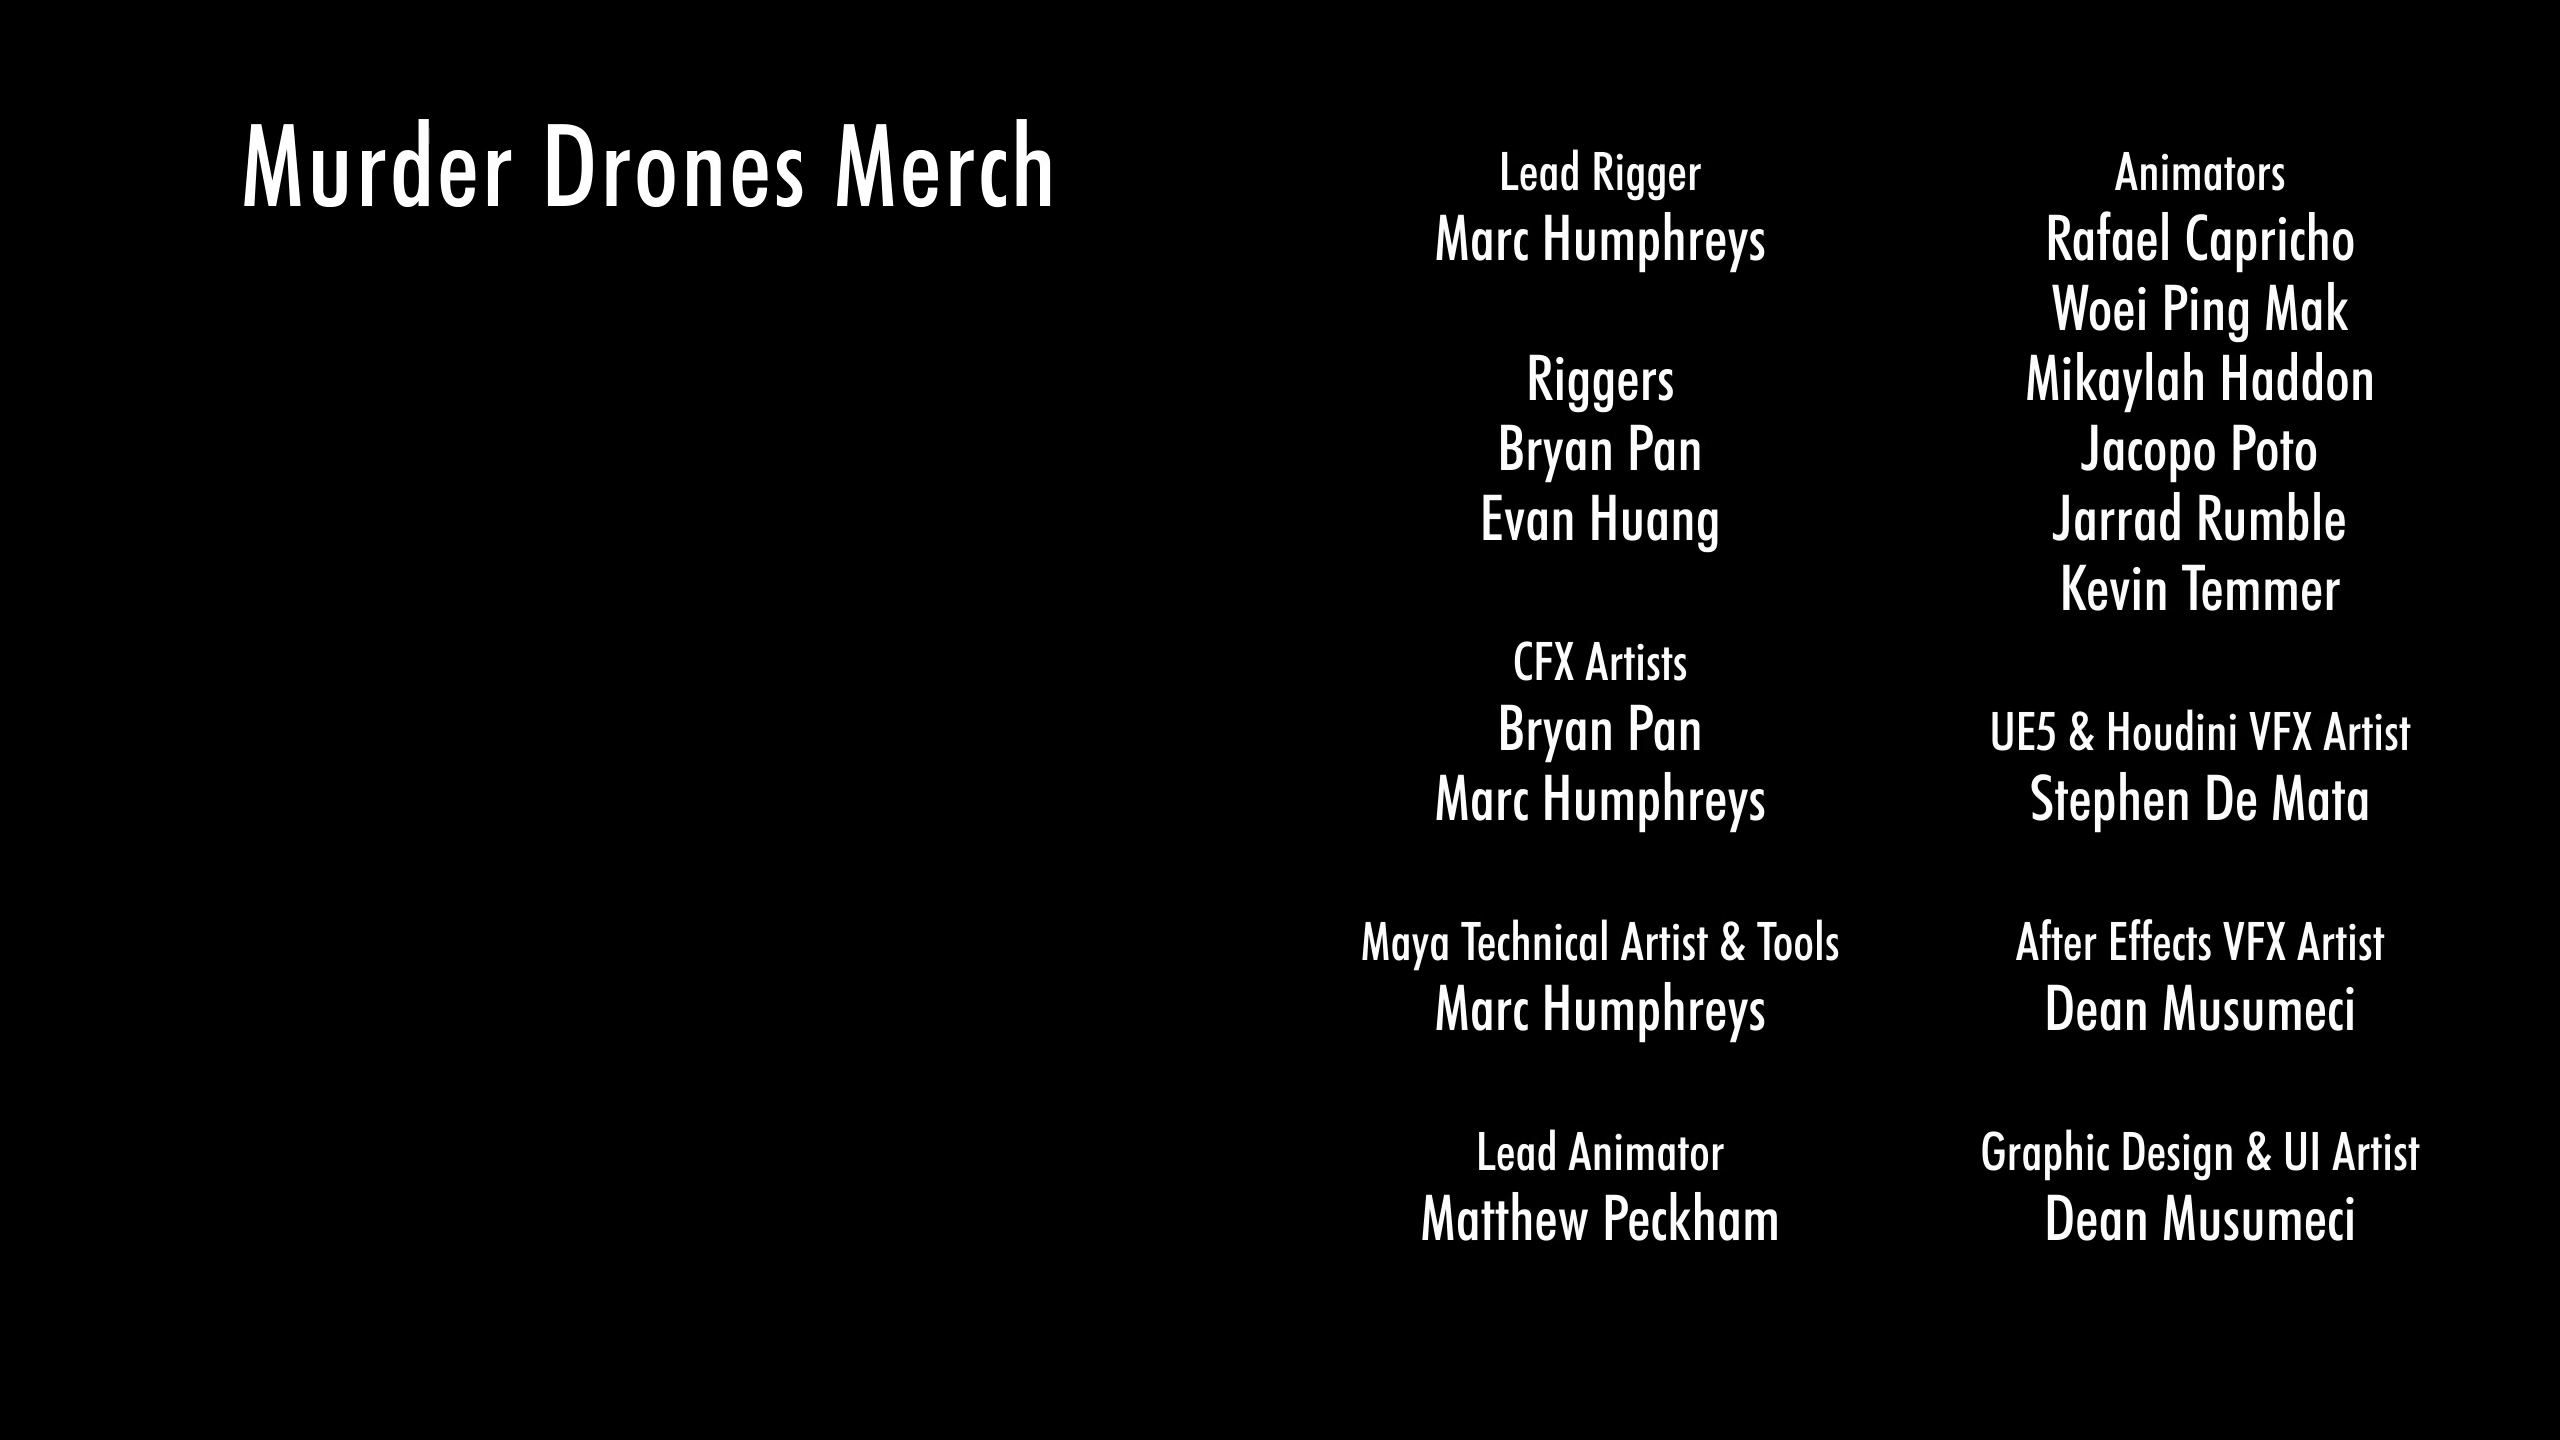 Murder Drones Merch
Lead Rigger
Marc Humphreys
Riggers
Bryan Pan
Evan Huang
CFX Artists
Bryan Pan
Marc Humphreys
Maya Technical Artist & Tools
Marc Humphreys
Lead Animator
Matthew Peckham
Animators
Rafael Capricho
Woei Ping Mak
Mikaylah Haddon
Jacopo Poto
Jarrad Rumble
Kevin Temmer
UE5 & Houdini VFX Artist
Stephen De Mata
After Effects VFX Artist
Dean Musumeci
Graphic Design & UI Artist
Dean Musumeci